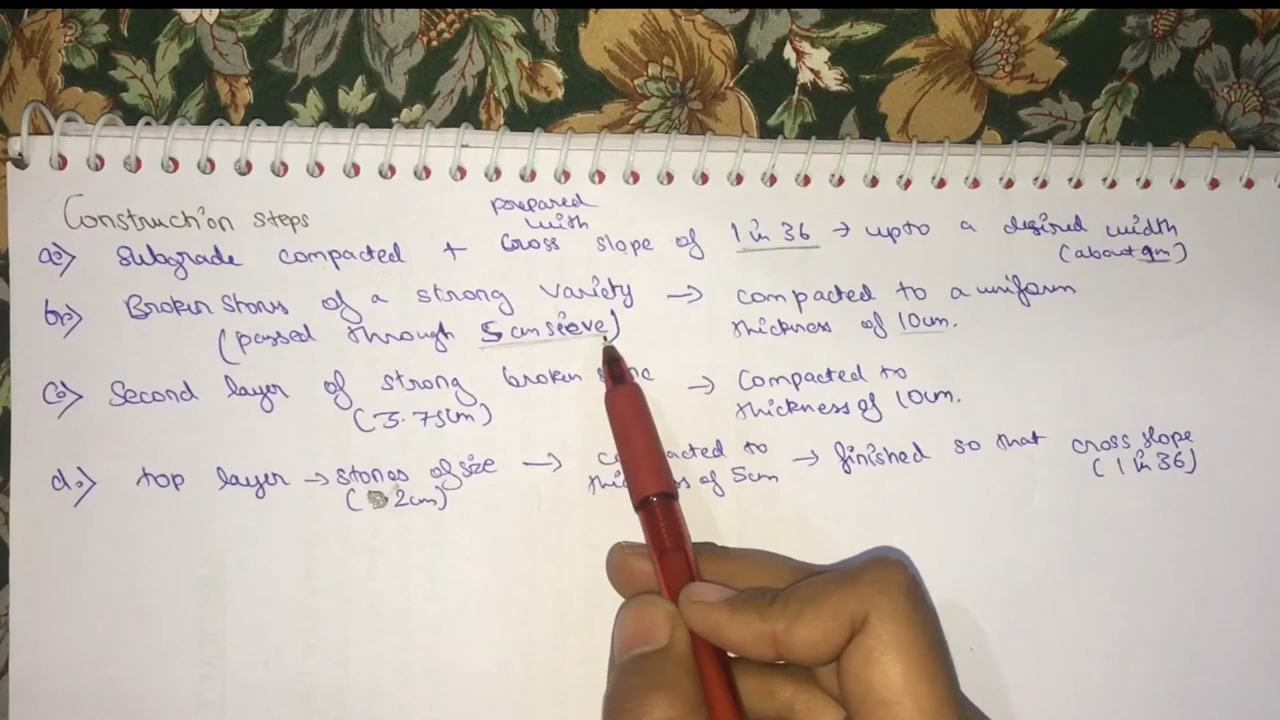 Construction steps
prepared with
a.) Subgrade compacted + cross slope of 1 in 36 → upto a desired width
(about 9m)
b.) Broken stones of a strong variety → compacted to a uniform
(passed through 5 cm sieve) thickness of 10cm.
c.) Second layer of strong broken → Compacted to
(3.75cm) thickness of 10cm.
d.) top layer → stones of size → to → finished so that cross slope
(2cm) of 5cm (1 in 36)